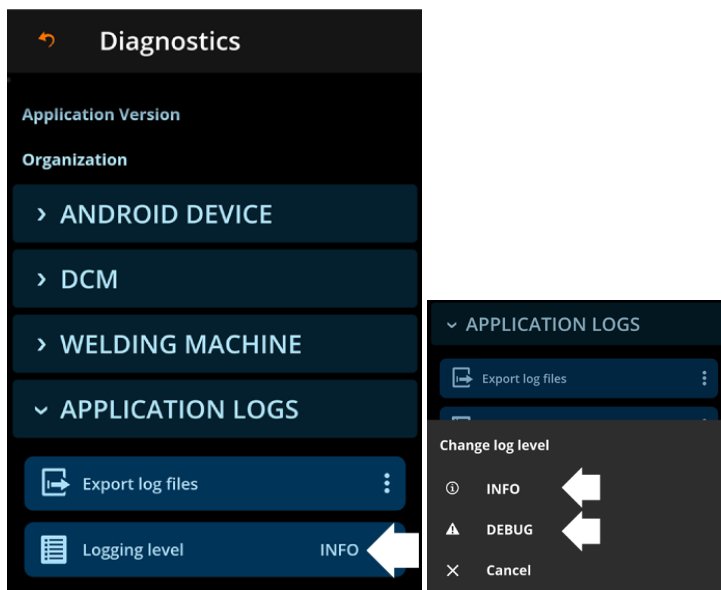 Diagnostics
Application Version
Organization
ANDROID DEVICE
DCM
WELDING MACHINE
APPLICATION LOGS
Export log files
Logging level INFO
APPLICATION LOGS
Export log files
Change log level
INFO
DEBUG
Cancel